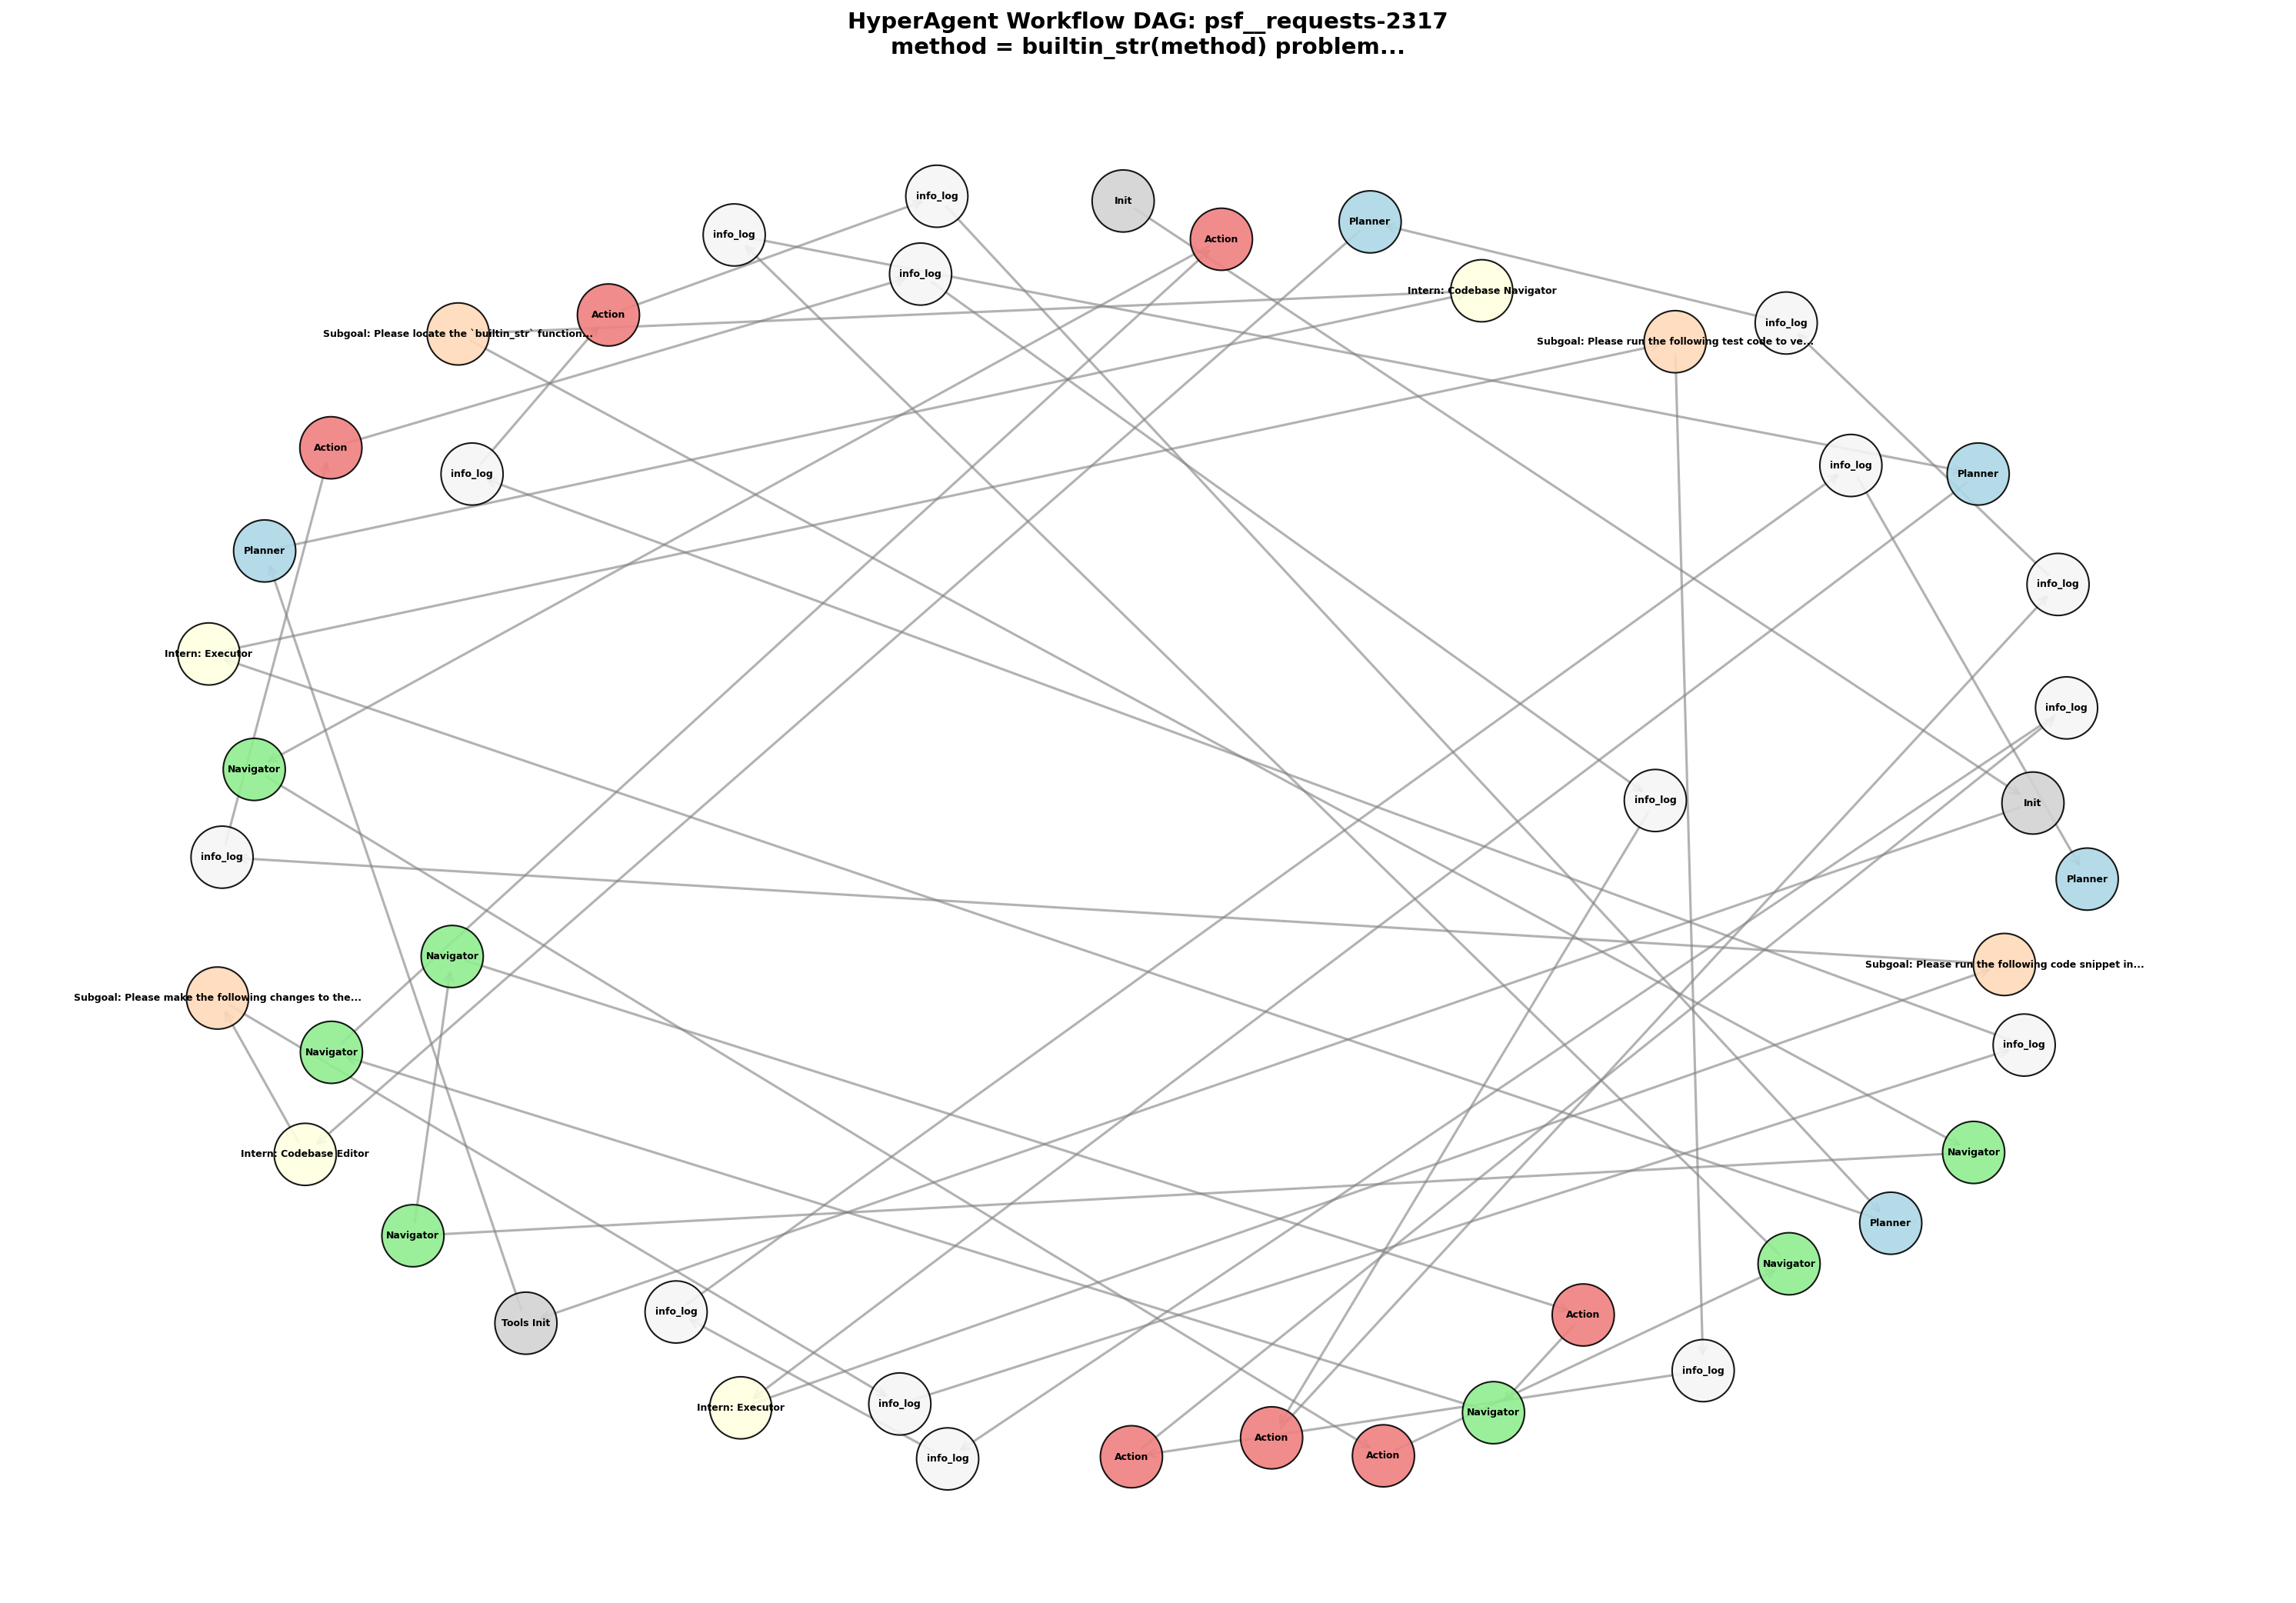 HyperAgent Workflow DAG: psf__requests-2317
method = builtin_str(method) problem...
info_log
Init
Planner
info_log
Action
info_log
Intern: Codebase Navigator
Action
info_log
Subgoal: Please locate the `builtin_str` function...
Subgoal: Please run the following test code to ve...
Action
info_log
info_log
Planner
Planner
info_log
Intern: Executor
info_log
Navigator
info_log
Init
info_log
Planner
Navigator
Subgoal: Please run the following code snippet in...
Subgoal: Please make the following changes to the...
info_log
Navigator
Navigator
Intern: Codebase Editor
Planner
Navigator
Navigator
info_log
Action
Tools Init
info_log
info_log
Intern: Executor
Navigator
Action
Action
Action
info_log